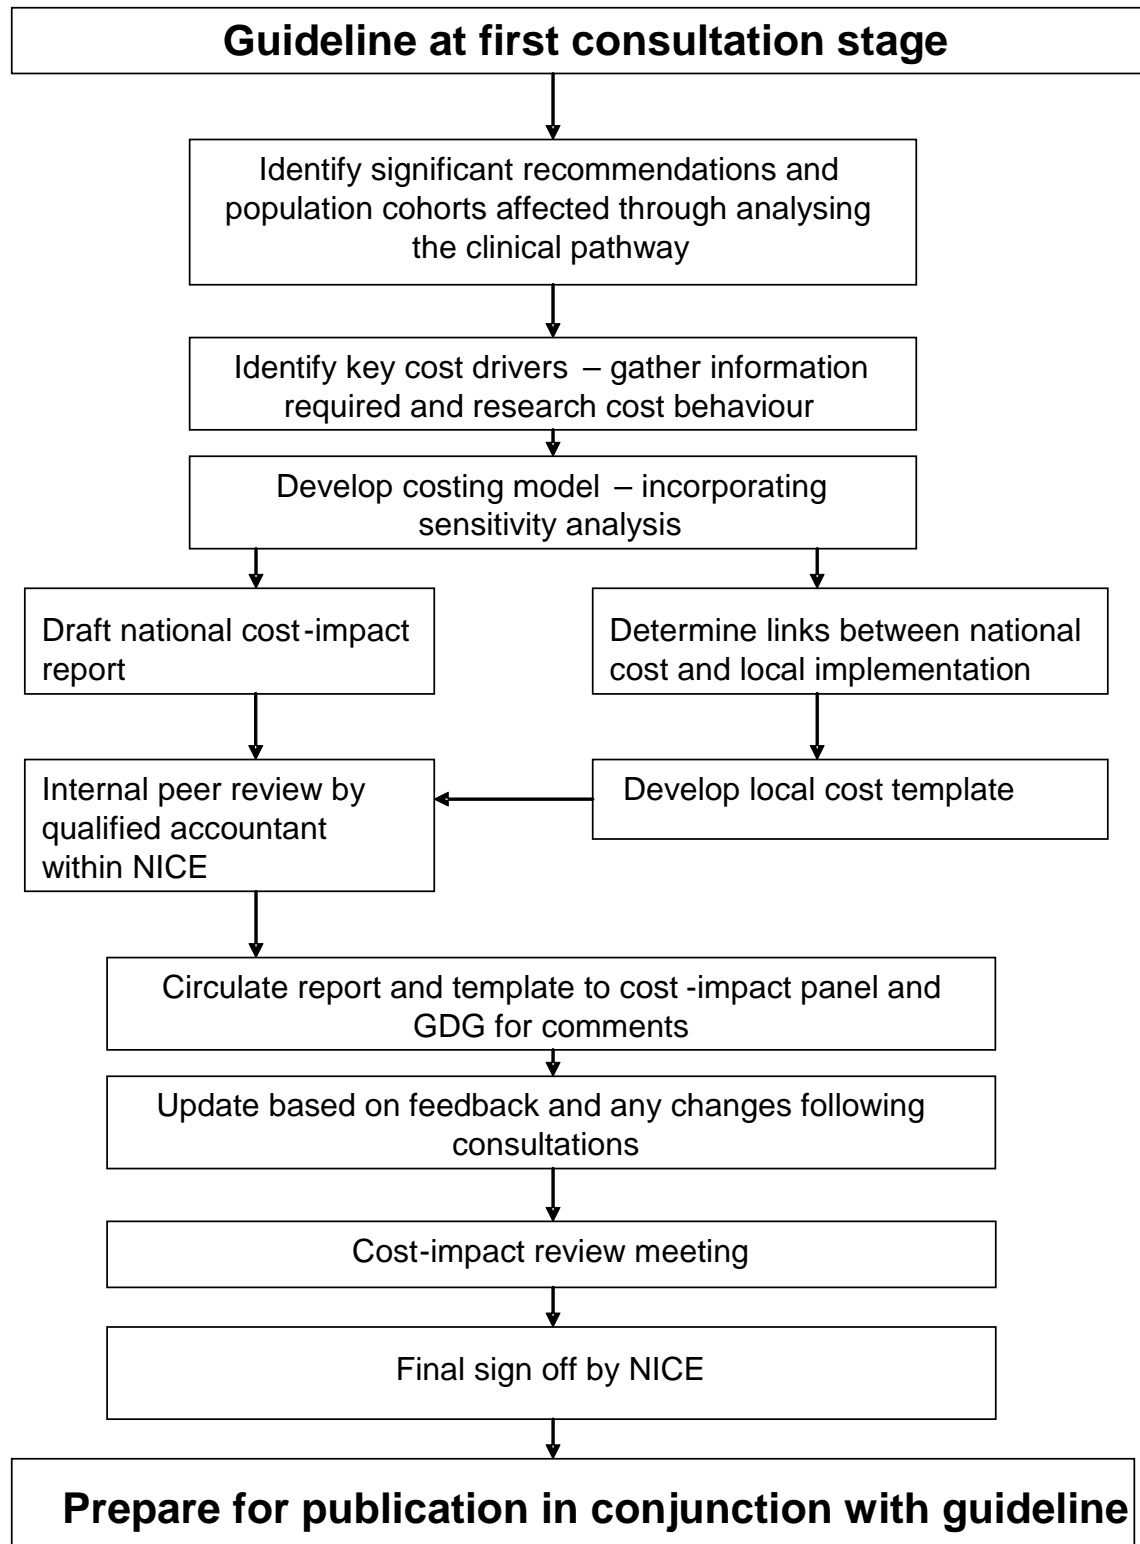 Guideline at first consultation stage
Identify significant recommendations and
population cohorts affected through analysing
the clinical pathway
Identify key cost drivers – gather information
required and research cost behaviour
Develop costing model – incorporating
sensitivity analysis
Draft national cost-impact
report
Determine links between national
cost and local implementation
Internal peer review by
qualified accountant
within NICE
Develop local cost template
Circulate report and template to cost-impact panel and
GDG for comments
Update based on feedback and any changes following
consultations
Cost-impact review meeting
Final sign off by NICE
Prepare for publication in conjunction with guideline